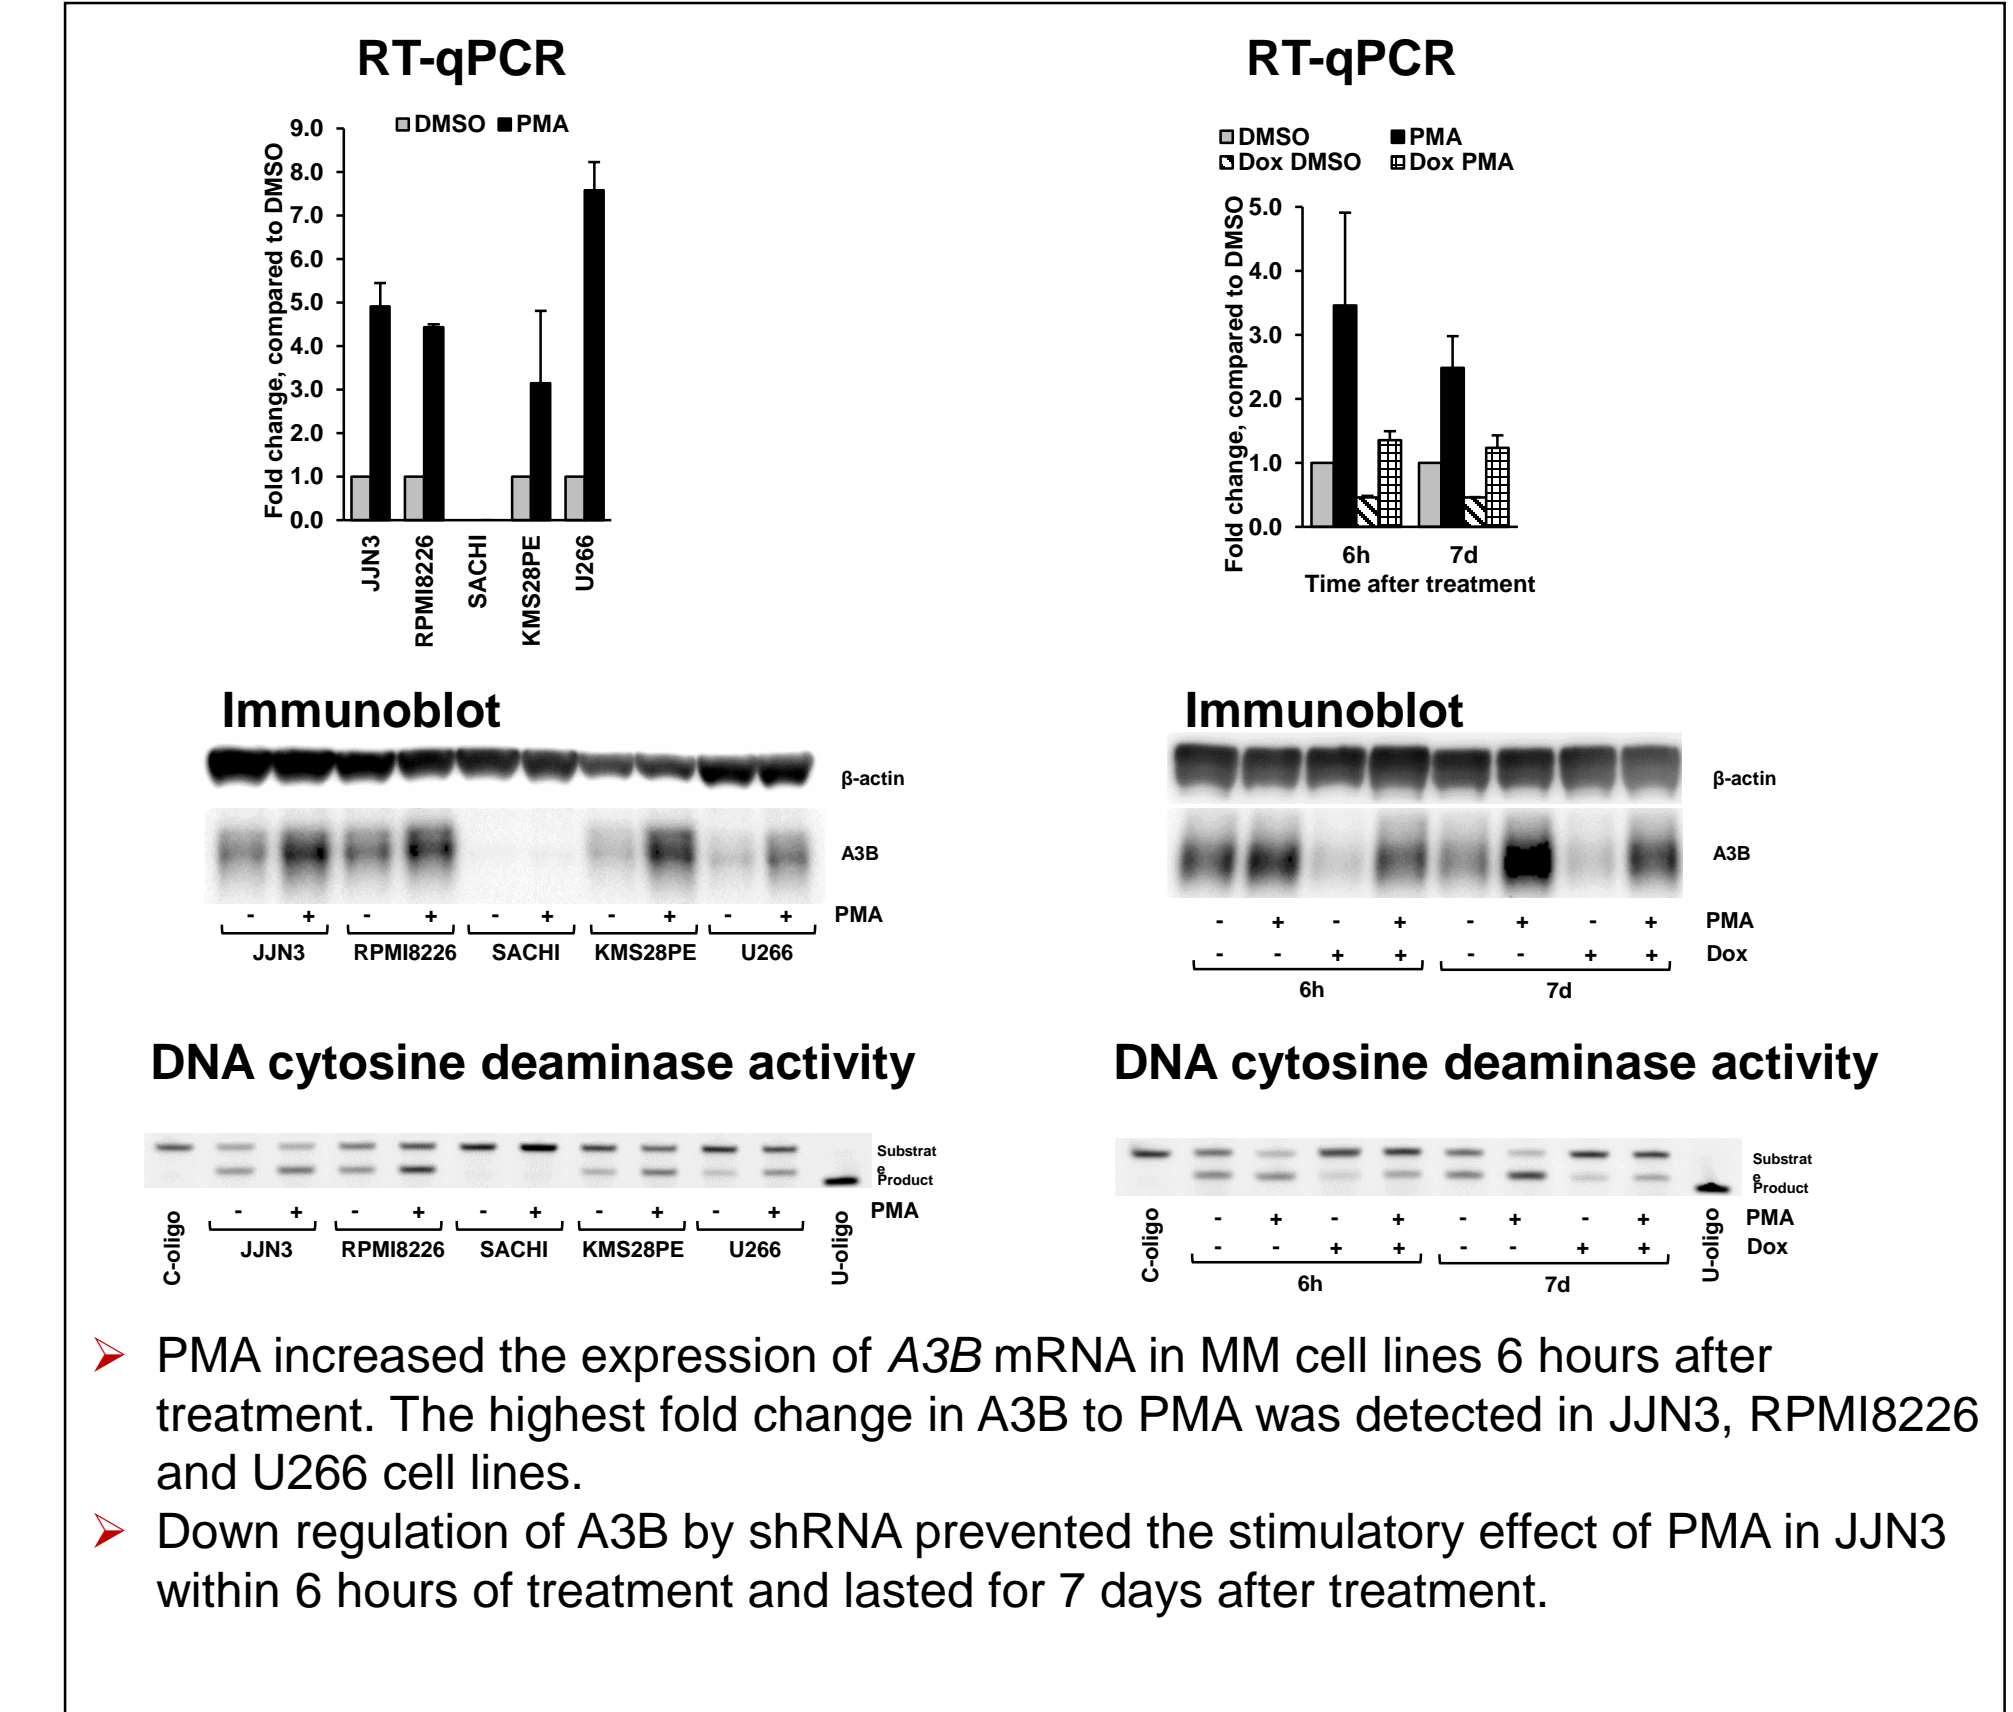 RT-qPCR
DMSO PMA
Fold change, compared to DMSO
9.0
8.0
7.0
6.0
5.0
4.0
3.0
2.0
1.0
0.0
JJN3
RPMI8226
SACHI
KMS28PE
U266
RT-qPCR
DMSO PMA
Dox DMSO Dox PMA
Fold change, compared to DMSO
5.0
4.0
3.0
2.0
1.0
0.0
6h 7d
Time after treatment
Immunoblot
β-actin
A3B
- + - + - + - + - + PMA
JJN3 RPMI8226 SACHI KMS28PE U266
Immunoblot
β-actin
A3B
- + - + - + - + PMA
- - + + - - + + Dox
6h 7d
DNA cytosine deaminase activity
Substrat
e
Product
- + - + - + - + - + PMA
C-oligo JJN3 RPMI8226 SACHI KMS28PE U266 U-oligo
DNA cytosine deaminase activity
Substrat
e
Product
- + - + - + - + PMA
C-oligo - - + + - - + + U-oligo Dox
6h 7d
➢ PMA increased the expression of A3B mRNA in MM cell lines 6 hours after
treatment. The highest fold change in A3B to PMA was detected in JJN3, RPMI8226
and U266 cell lines.
➢ Down regulation of A3B by shRNA prevented the stimulatory effect of PMA in JJN3
within 6 hours of treatment and lasted for 7 days after treatment.